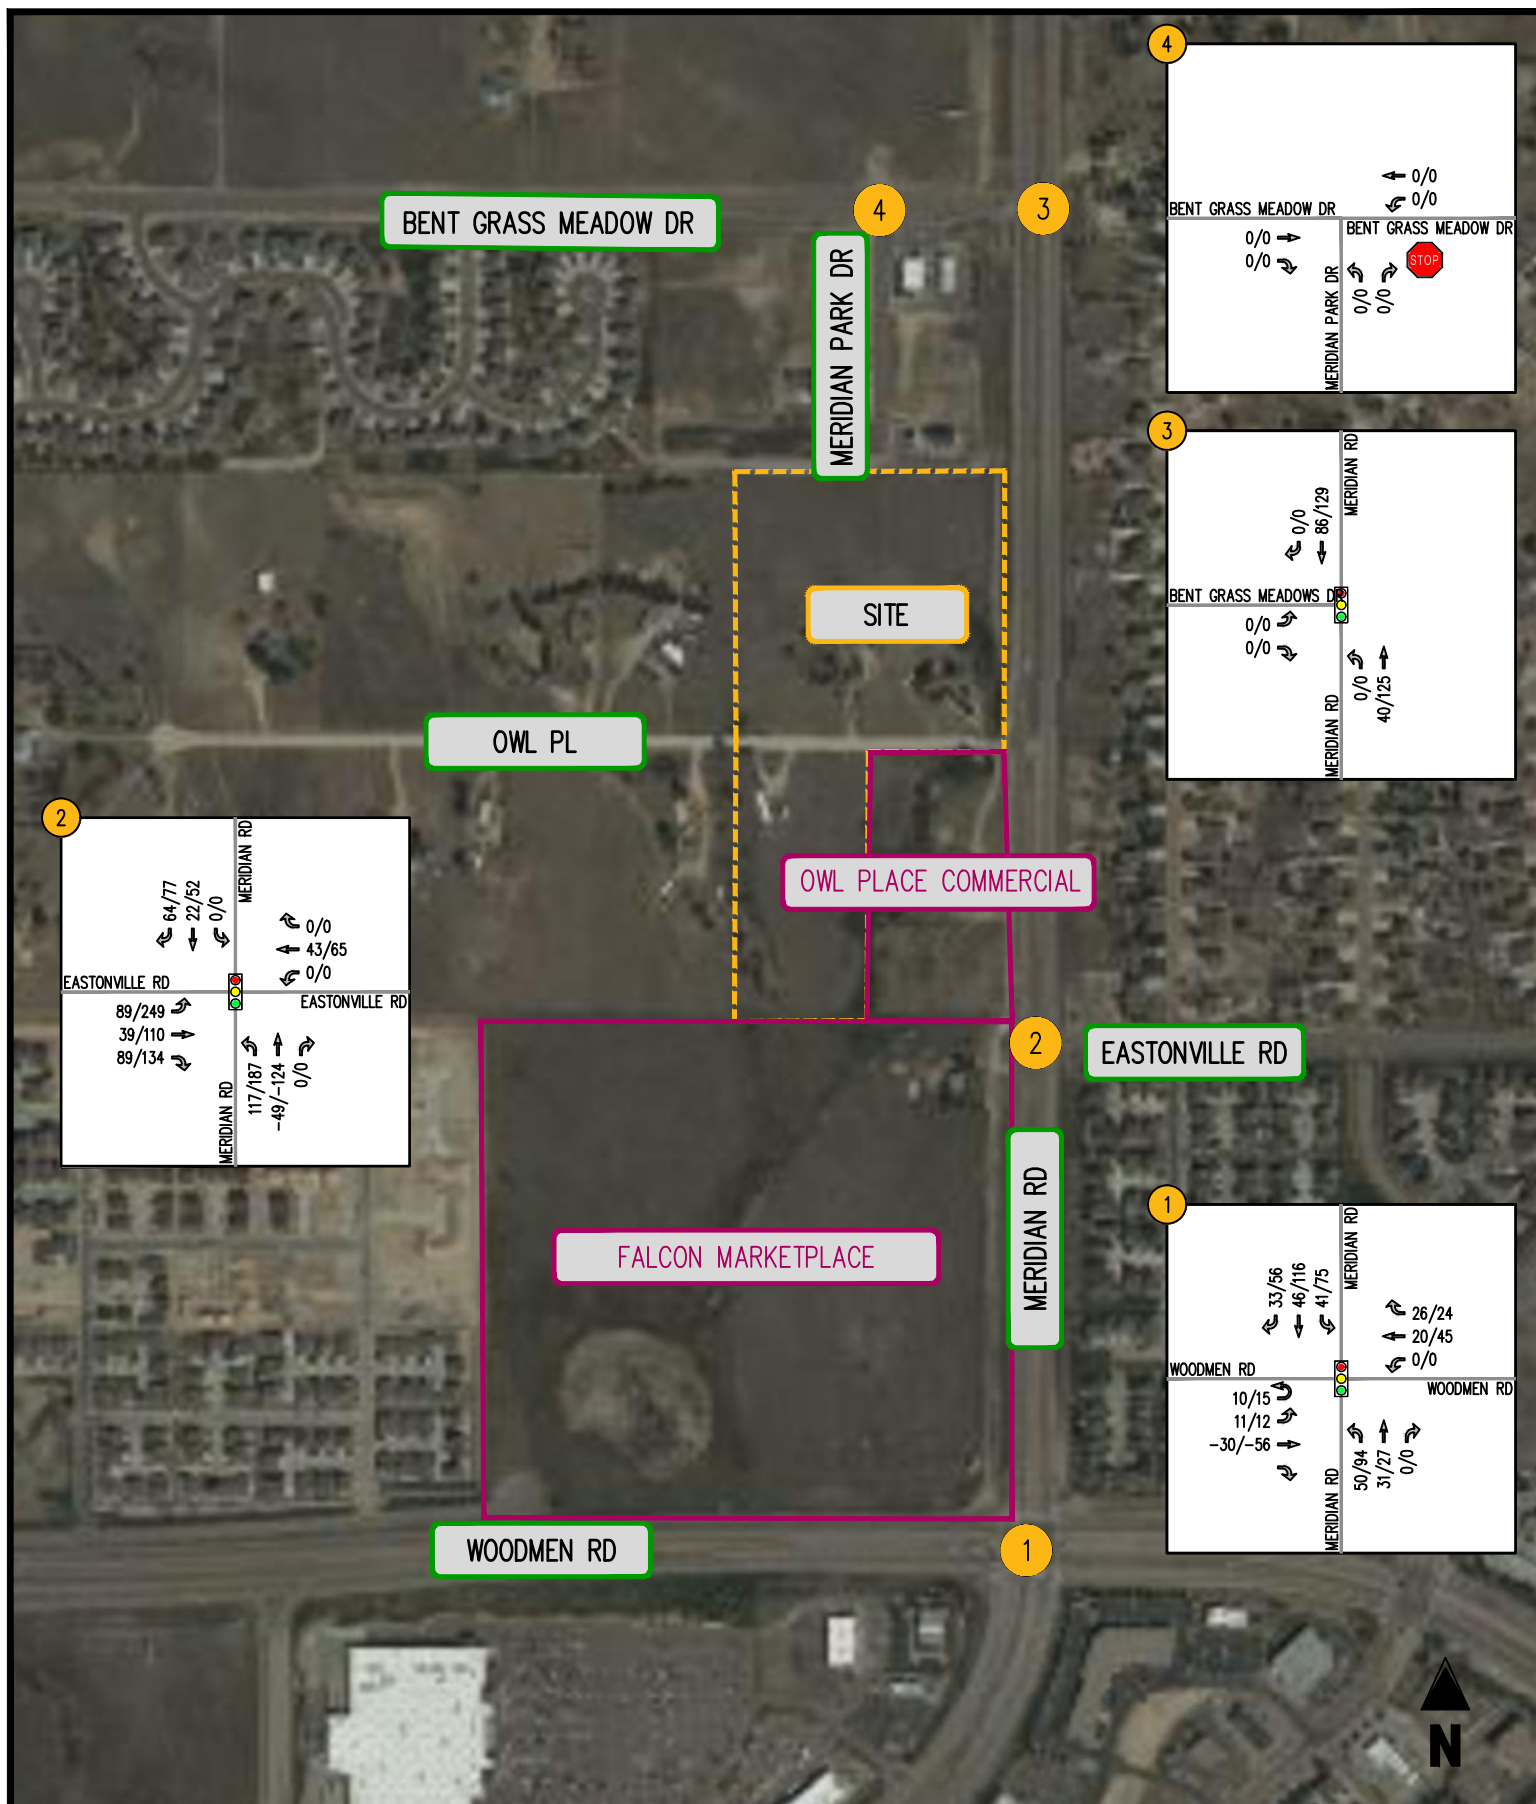 4
0/0
0/0
BENT GRASS MEADOW DR
BENT GRASS MEADOW DR
0/0
0/0
STOP
0/0
0/0
MERIDIAN PARK DR
BENT GRASS MEADOW DR
4
3
MERIDIAN PARK DR
3
MERIDIAN RD
0/0
86/129
BENT GRASS MEADOWS DR
0/0
0/0
0/0
40/125
MERIDIAN RD
SITE
OWL PL
OWL PLACE COMMERCIAL
2
MERIDIAN RD
64/77
22/52
0/0
0/0
43/65
0/0
EASTONVILLE RD
EASTONVILLE RD
89/249
39/110
89/134
117/187
-49/-124
0/0
MERIDIAN RD
2
EASTONVILLE RD
MERIDIAN RD
FALCON MARKETPLACE
1
MERIDIAN RD
33/56
46/116
41/75
26/24
20/45
0/0
WOODMEN RD
WOODMEN RD
10/15
11/12
-30/-56
50/94
31/27
0/0
MERIDIAN RD
WOODMEN RD
1
N